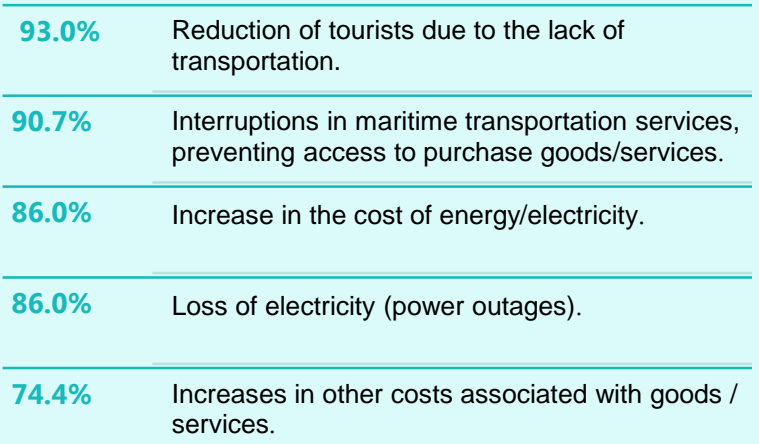 93.0% Reduction of tourists due to the lack of
transportation.
90.7% Interruptions in maritime transportation services,
preventing access to purchase goods/services.
86.0% Increase in the cost of energy/electricity.
86.0% Loss of electricity (power outages).
74.4% Increases in other costs associated with goods /
services.